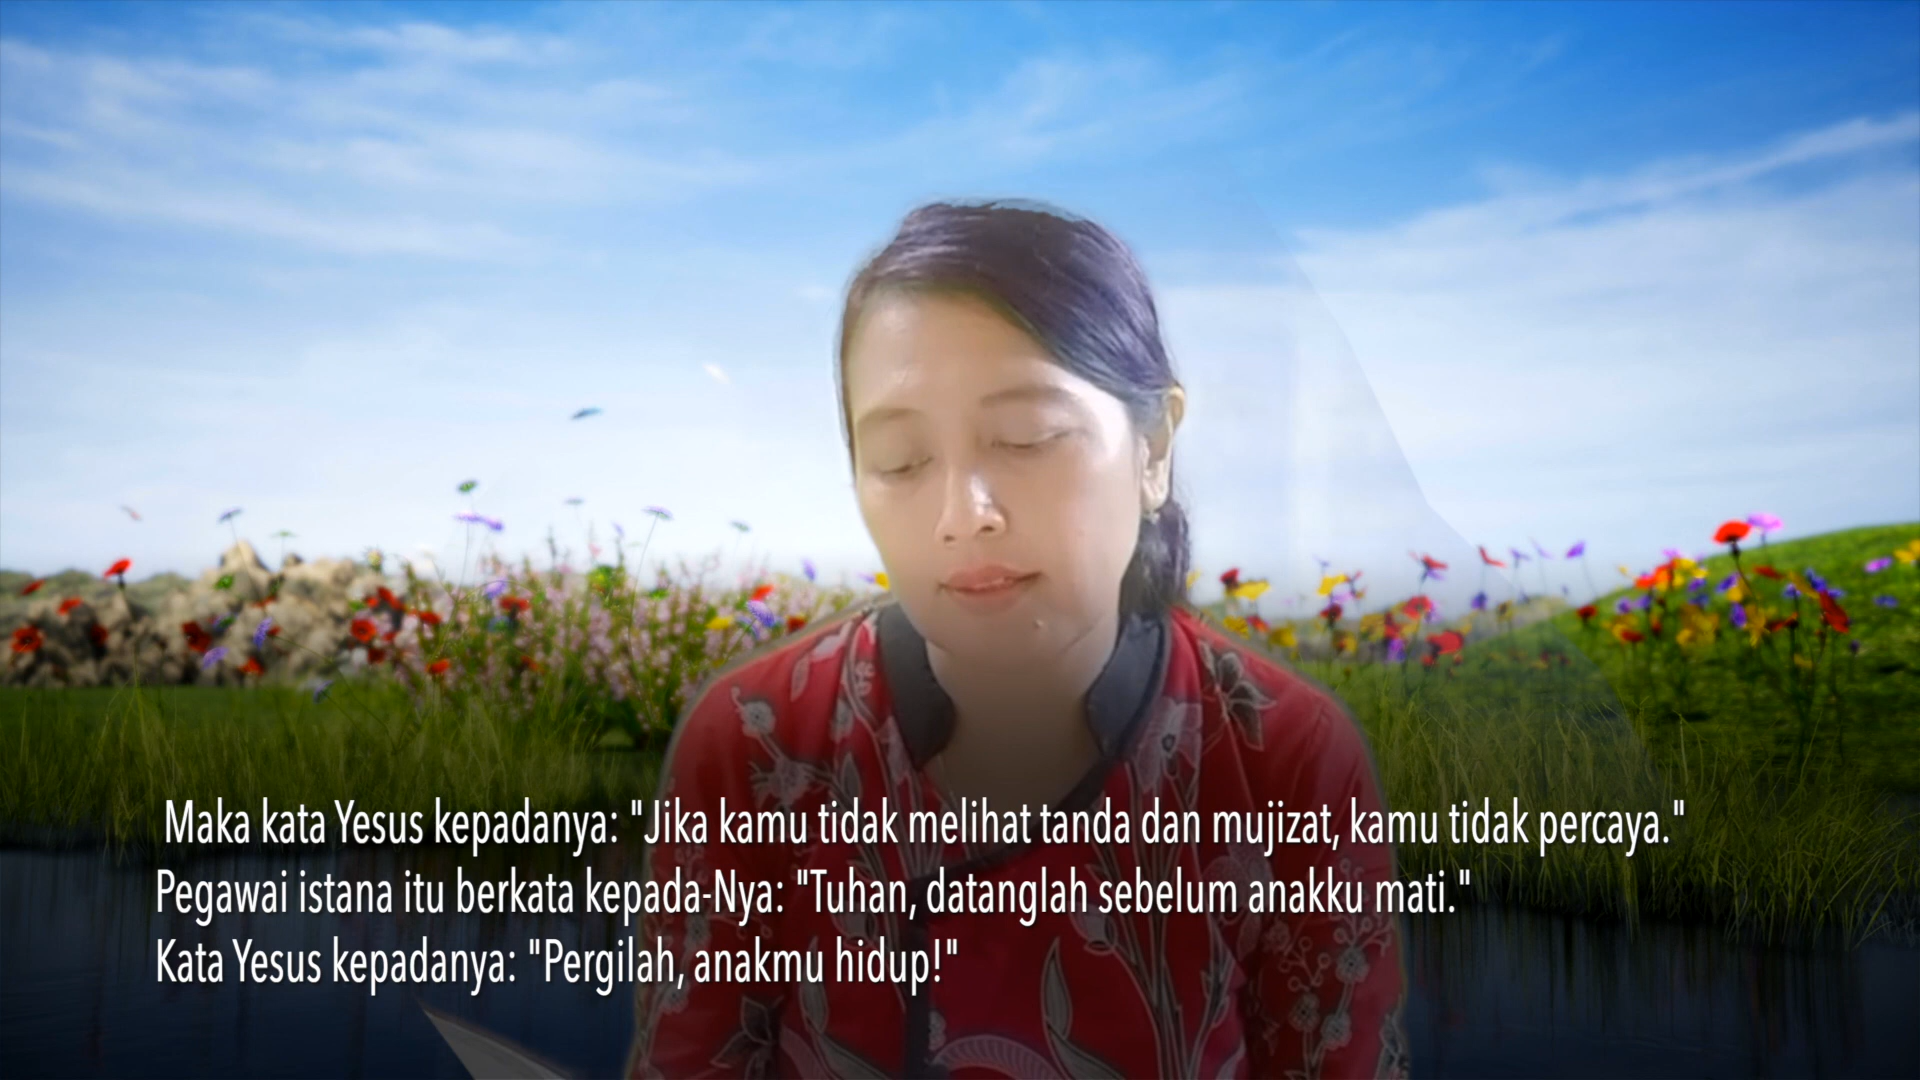 Maka kata Yesus kepadanya: "Jika kamu tidak melihat tanda dan mujizat, kamu tidak percaya."
Pegawai istana itu berkata kepada-Nya: "Tuhan, datanglah sebelum anakku mati."
Kata Yesus kepadanya: "Pergilah, anakmu hidup!"